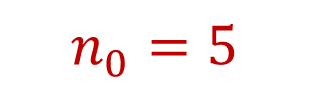 n₀ = 5